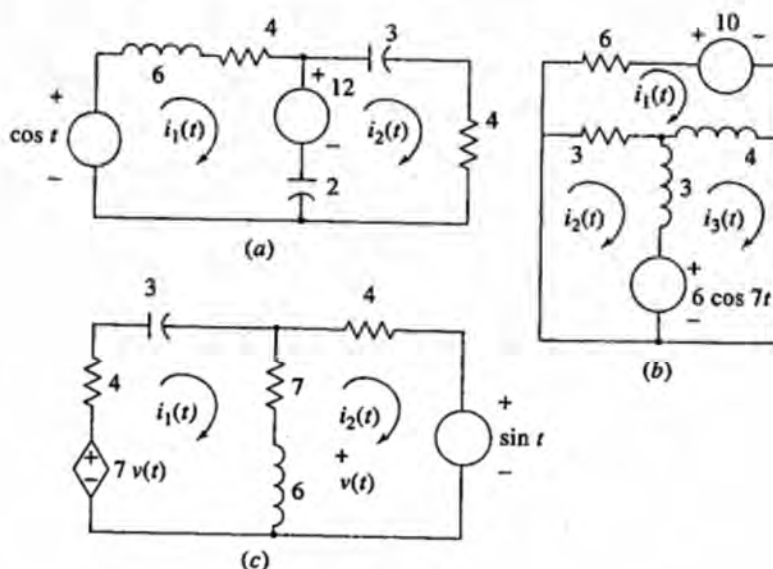 4
3
6
+
12
−
+
cos t
−
i₁(t)
i₂(t)
4
2
(a)
10
6
+
−
i₁(t)
3
4
3
i₂(t)
i₃(t)
+
6 cos 7t
−
(b)
3
4
4
i₁(t)
7
i₂(t)
+
sin t
−
+
−
7 v(t)
+
v(t)
6
(c)